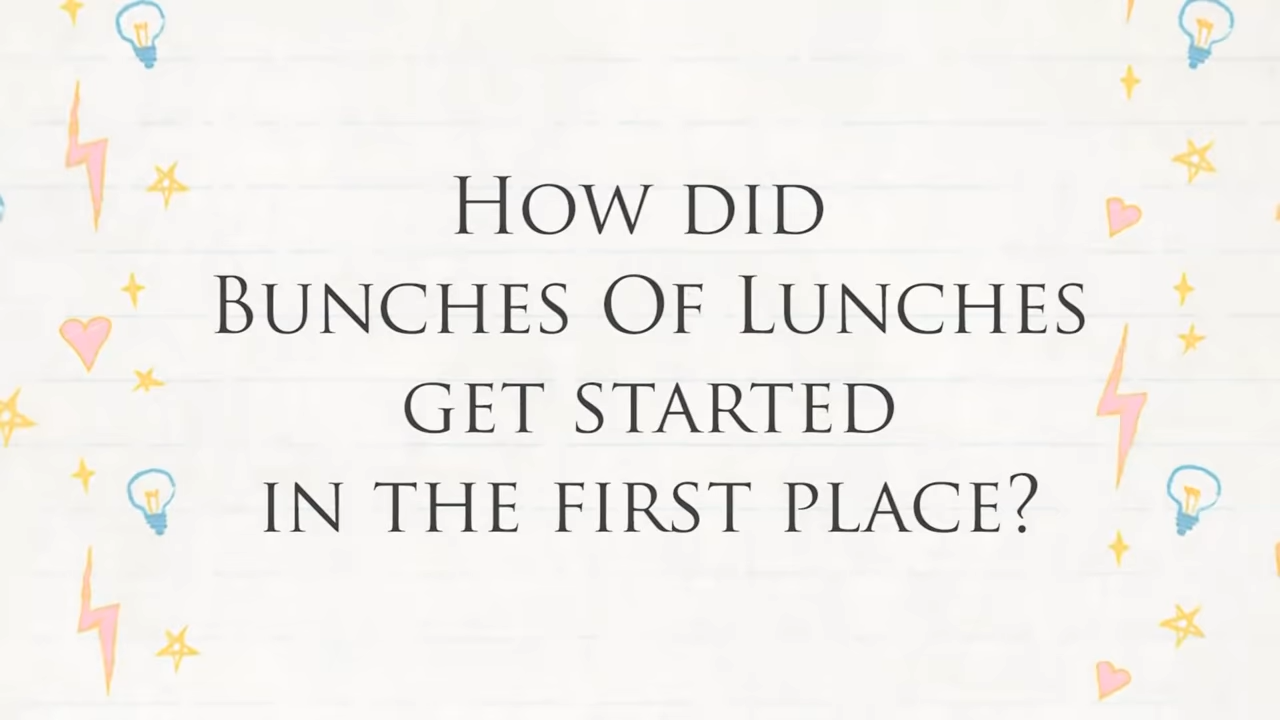 How did
Bunches Of Lunches
get started
in the first place?